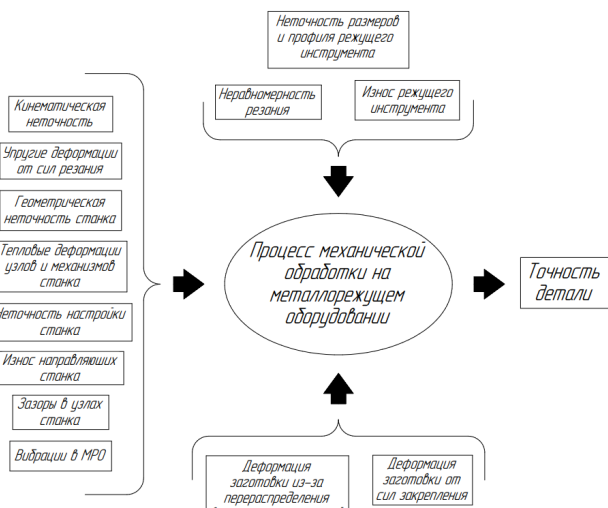 Неточность размеров
и профиля режущего
инструмента
Неравномерность
резания
Износ режущего
инструмента
Кинематическая
неточность
Упругие деформации
от сил резания
Геометрическая
неточность станка
Тепловые деформации
узлов и механизмов
станка
Неточность настройки
станка
Износ направляющих
станка
Зазоры в узлах
станка
Вибрации в МРО
Процесс механической
обработки на
металлорежущем
оборудовании
Точность
детали
Деформация
заготовки из-за
перераспределения
Деформация
заготовки от
сил закрепления